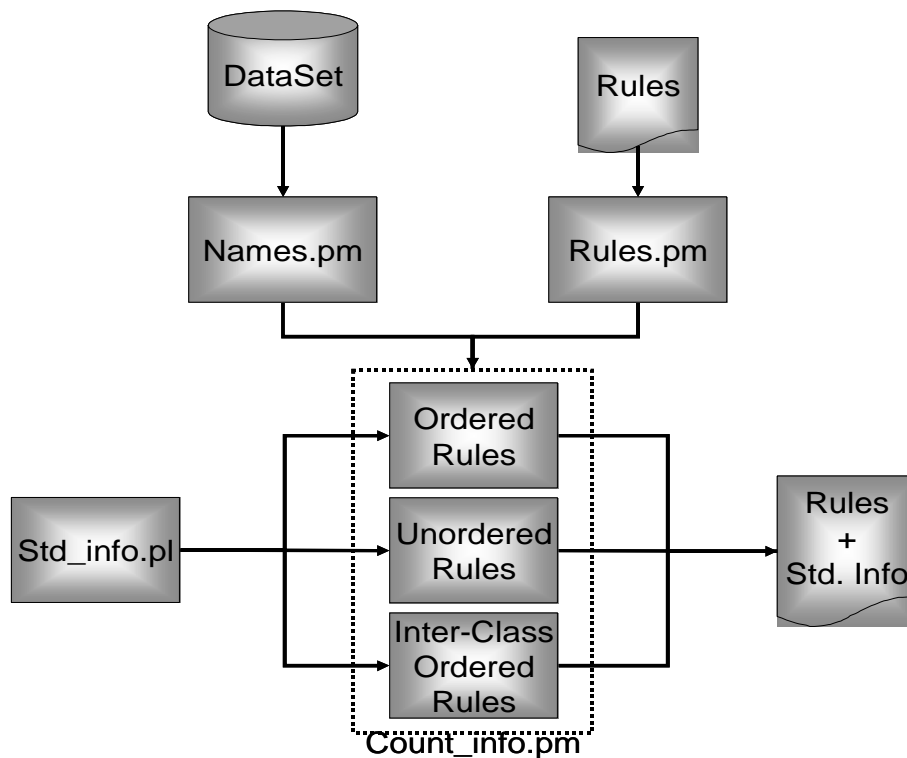 DataSet
Rules
Names.pm
Rules.pm
Ordered
Rules
Std_info.pl
Unordered
Rules
Rules
+
Std. Info
Inter-Class
Ordered
Rules
Count_info.pm